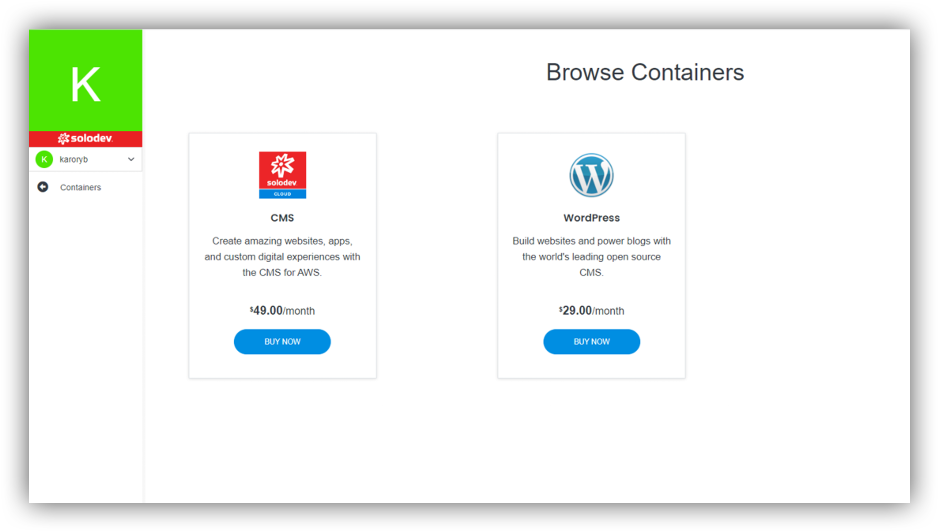 K
solodev
K karoryb
Containers
Browse Containers
solodev
CLOUD
CMS
Create amazing websites, apps,
and custom digital experiences with
the CMS for AWS.
$49.00/month
BUY NOW
W
WordPress
Build websites and power blogs with
the world's leading open source
CMS.
$29.00/month
BUY NOW